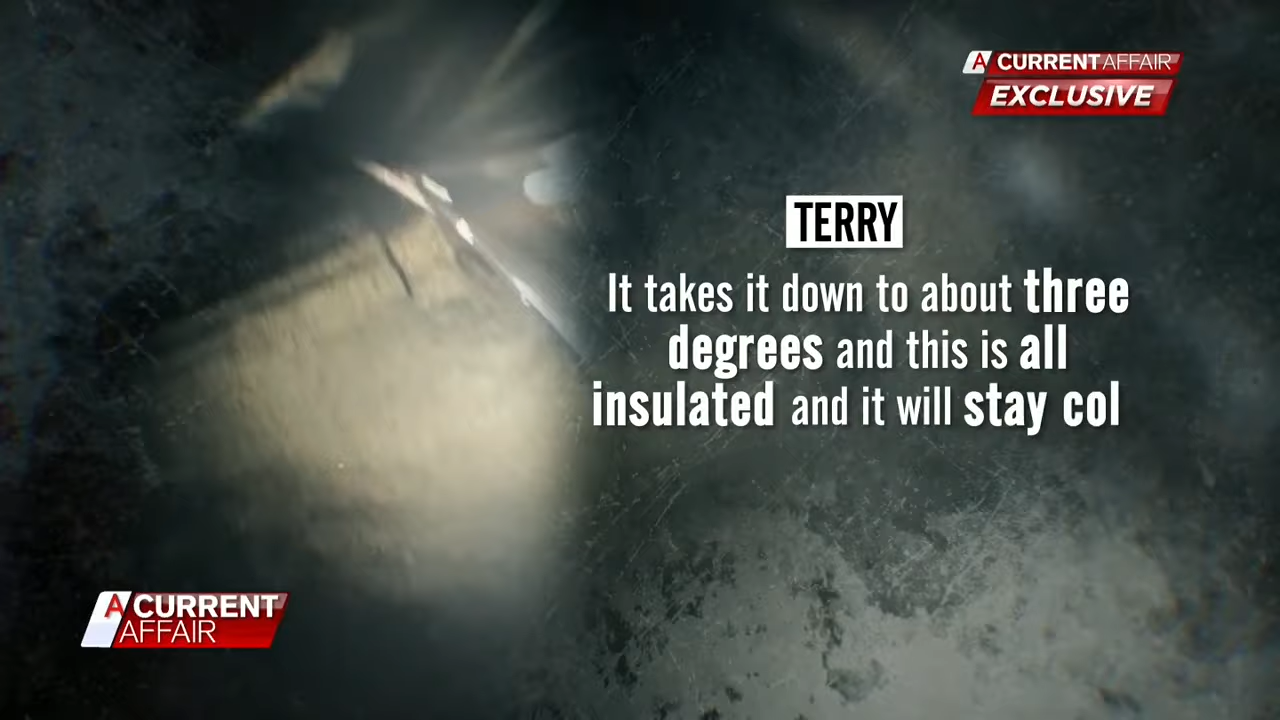 A CURRENT AFFAIR
EXCLUSIVE
TERRY
It takes it down to about three
degrees and this is all
insulated and it will stay col
A CURRENT
AFFAIR